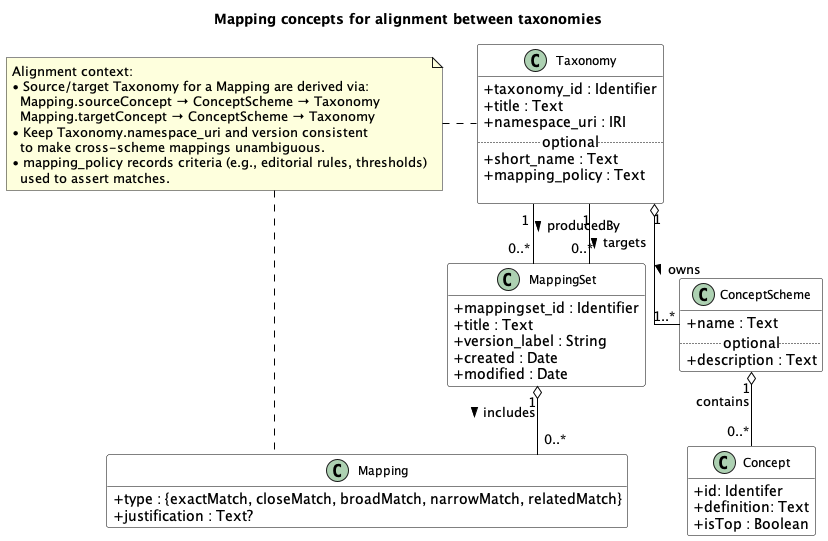 Mapping concepts for alignment between taxonomies
Alignment context:
• Source/target Taxonomy for a Mapping are derived via:
Mapping.sourceConcept → ConceptScheme → Taxonomy
Mapping.targetConcept → ConceptScheme → Taxonomy
• Keep Taxonomy.namespace_uri and version consistent
to make cross-scheme mappings unambiguous.
• mapping_policy records criteria (e.g., editorial rules, thresholds)
used to assert matches.
C Taxonomy
+taxonomy_id : Identifier
+title : Text
+namespace_uri : IRI
optional
+short_name : Text
+mapping_policy : Text
1
producedBy
0..*
1
targets
0..*
1
owns
1..*
C MappingSet
+mappingset_id : Identifier
+title : Text
+version_label : String
+created : Date
+modified : Date
C ConceptScheme
+name : Text
optional
+description : Text
1
includes
0..*
1
contains
0..*
C Mapping
+type : {exactMatch, closeMatch, broadMatch, narrowMatch, relatedMatch}
+justification : Text?
C Concept
+id: Identifer
+definition: Text
+isTop : Boolean